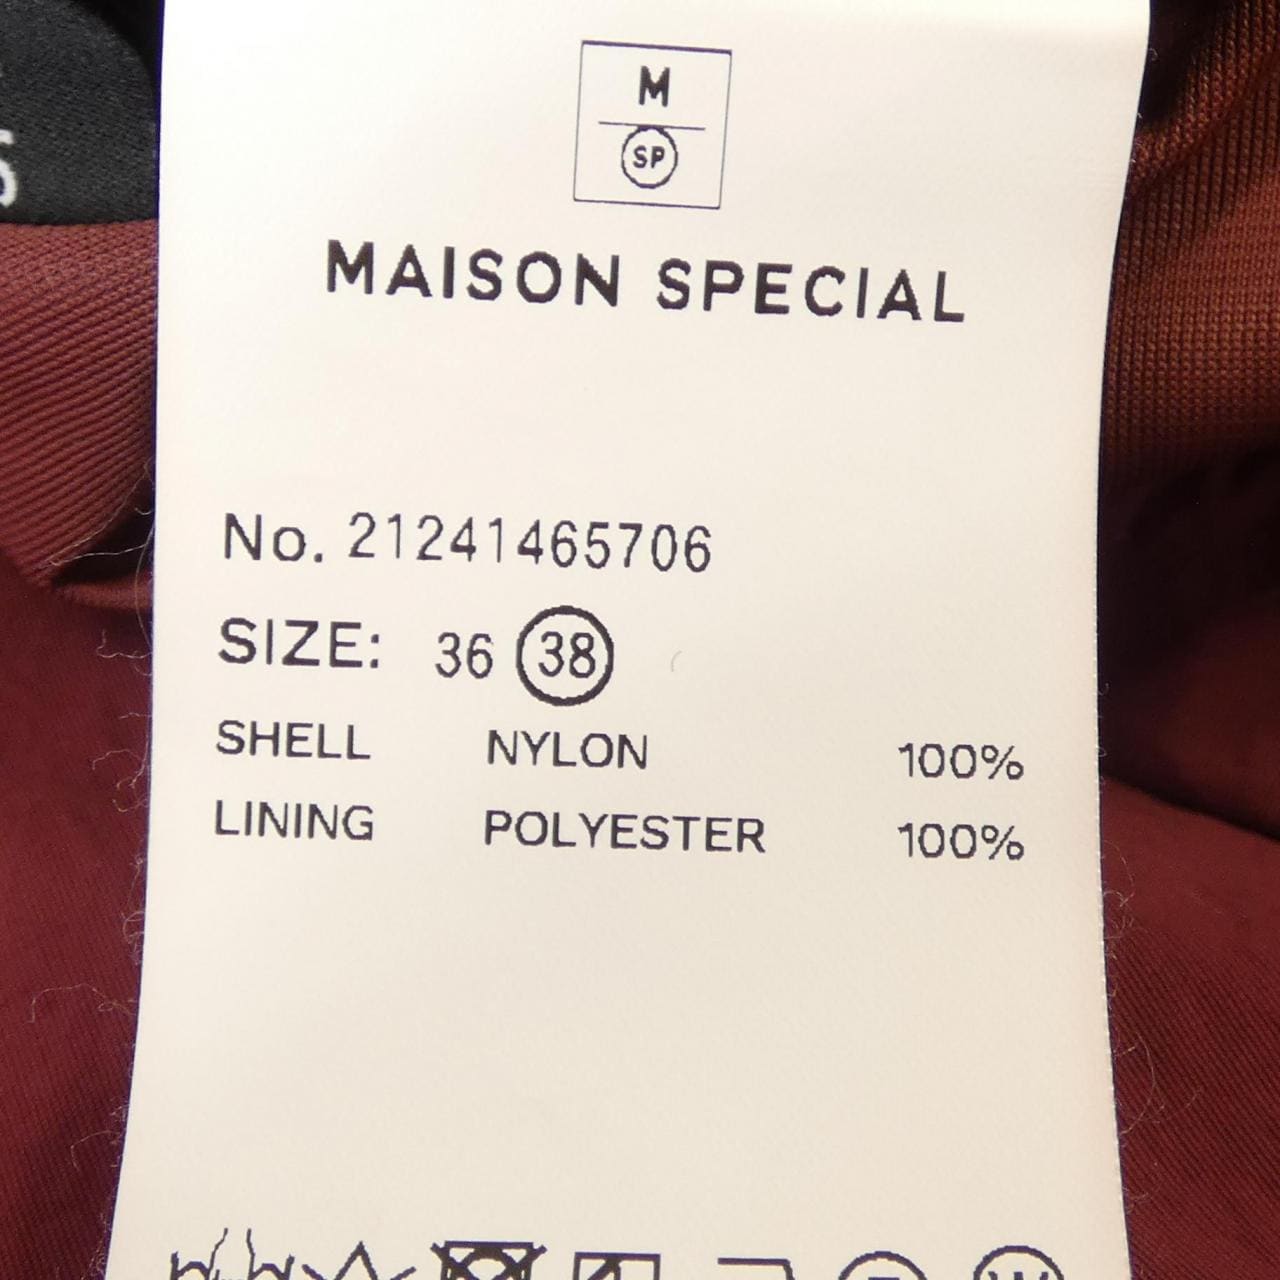 M
SP
MAISON SPECIAL
No. 21241465706
SIZE: 36 38
SHELL NYLON 100%
LINING POLYESTER 100%